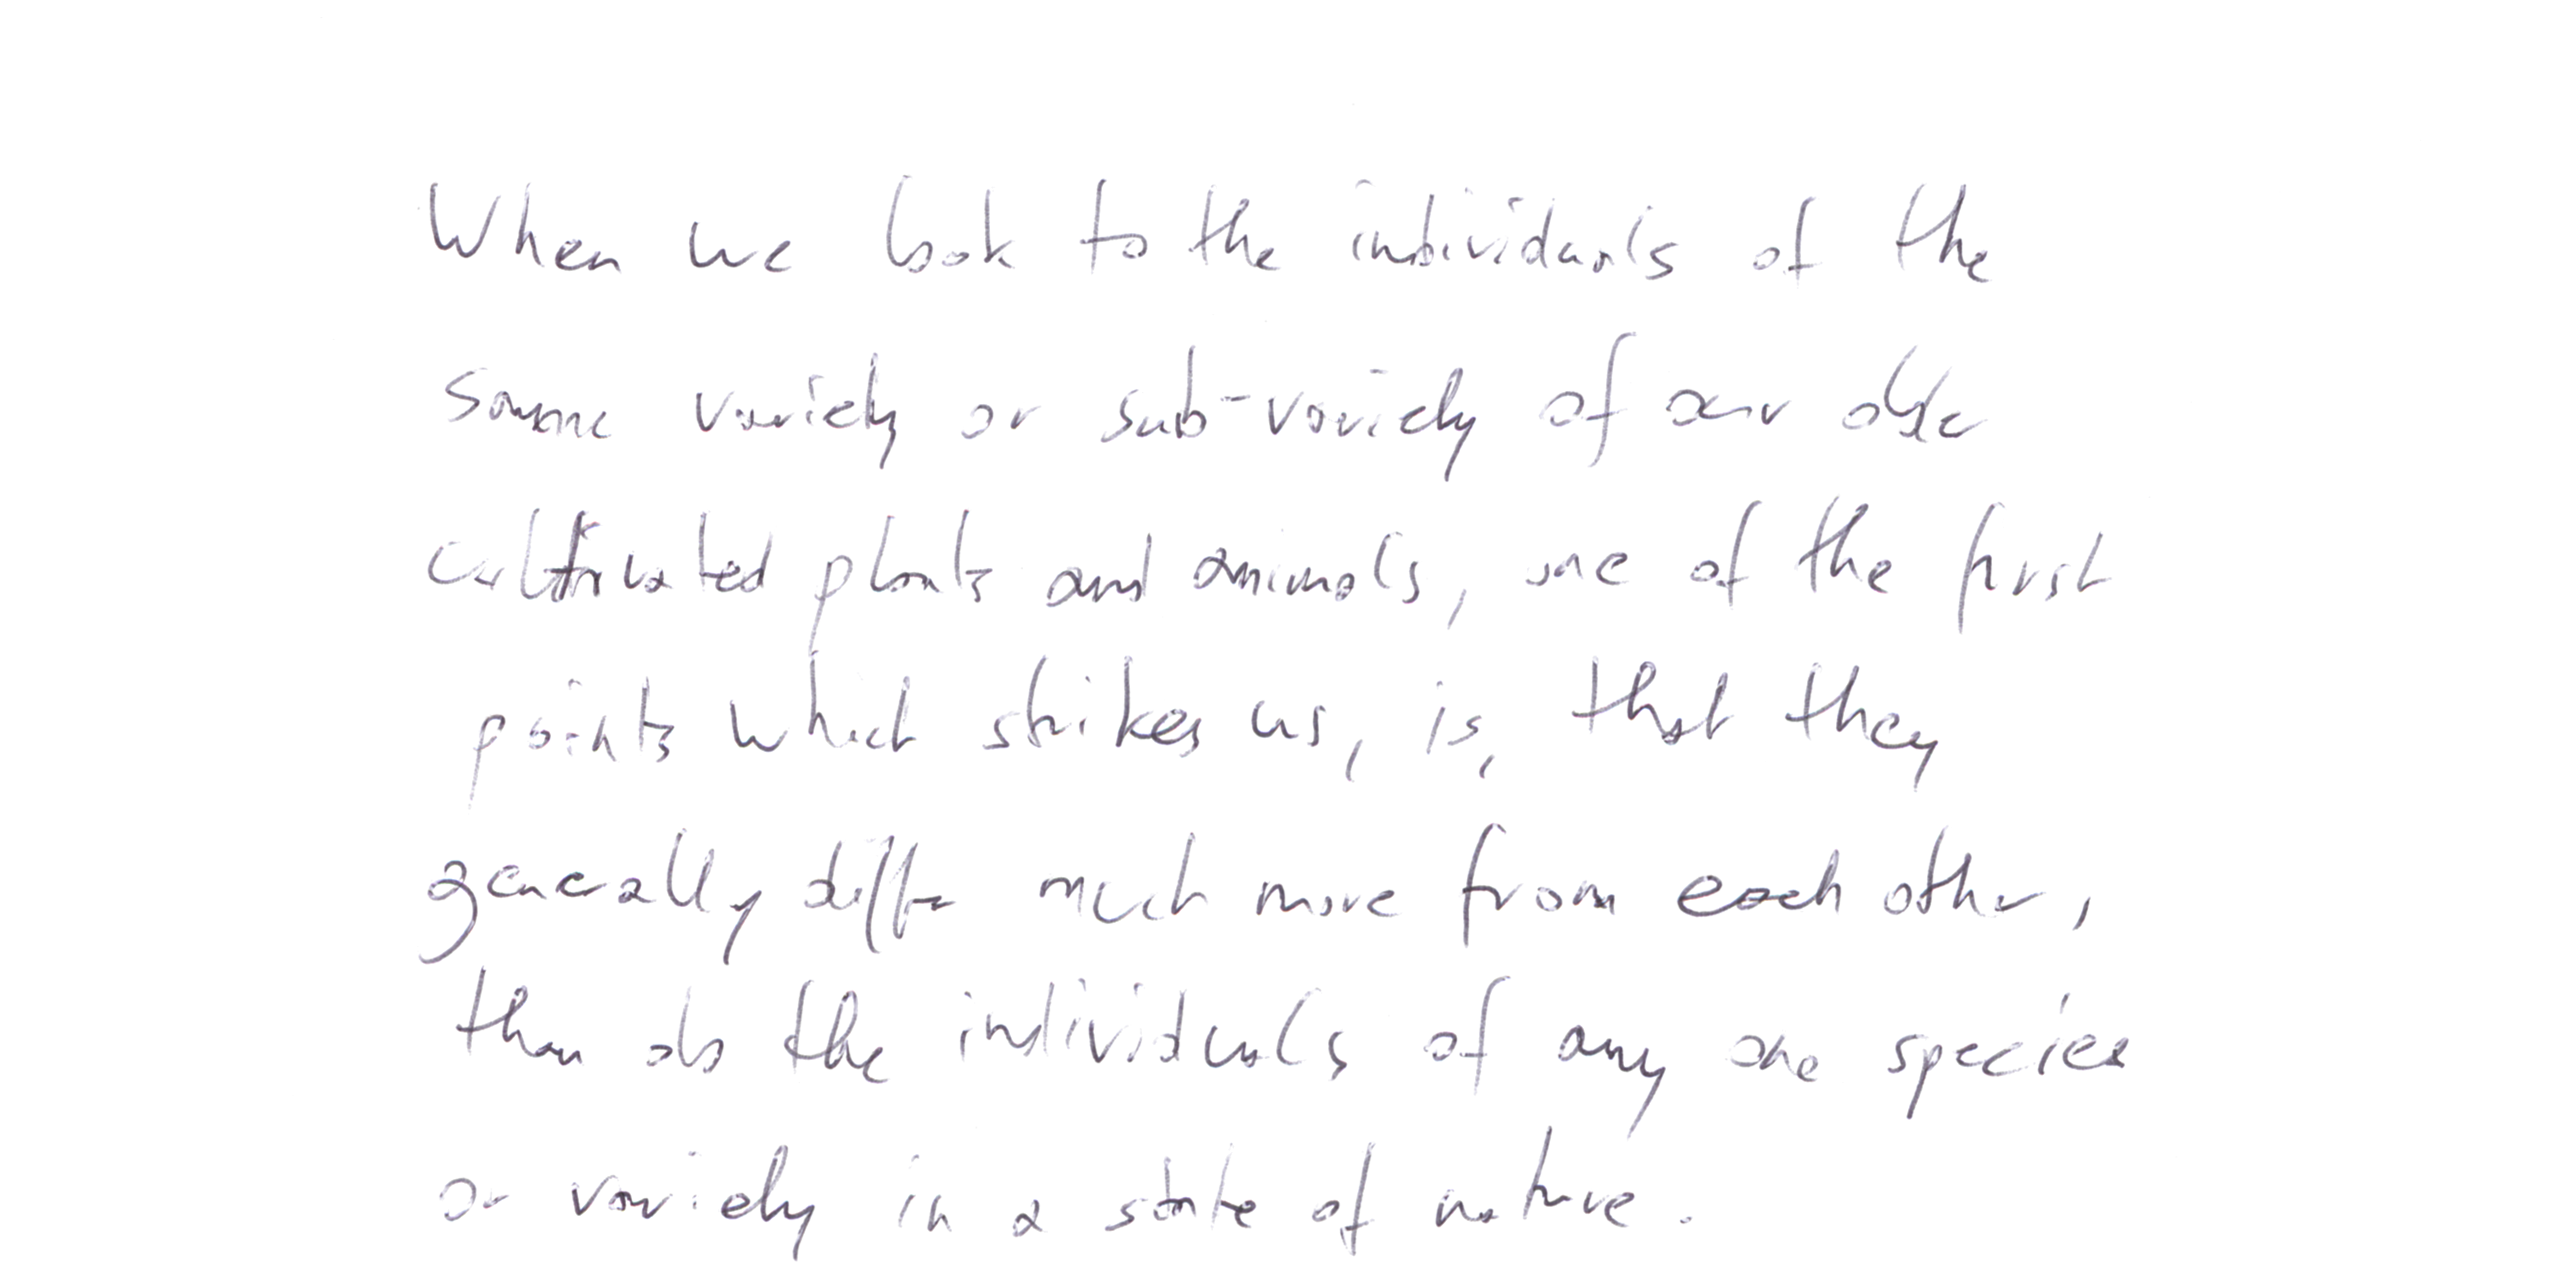 When we look to the individuals of the
same variety or sub-variety of our older
cultivated plants and animals, one of the first
points which strikes us, is, that they
generally differ much more from each other,
than do the individuals of any one species
or variety in a state of nature.